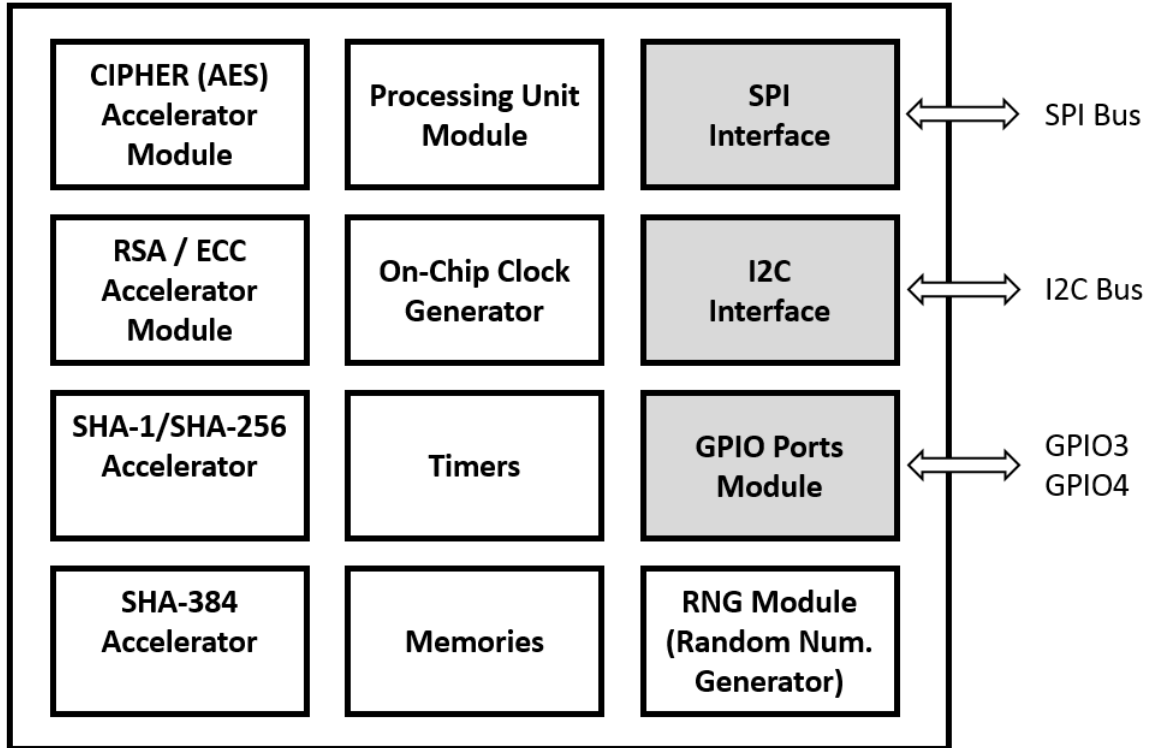 CIPHER (AES)
Accelerator
Module
Processing Unit
Module
SPI
Interface
SPI Bus
RSA / ECC
Accelerator
Module
On-Chip Clock
Generator
I2C
Interface
I2C Bus
SHA-1/SHA-256
Accelerator
Timers
GPIO Ports
Module
GPIO3
GPIO4
SHA-384
Accelerator
Memories
RNG Module
(Random Num.
Generator)